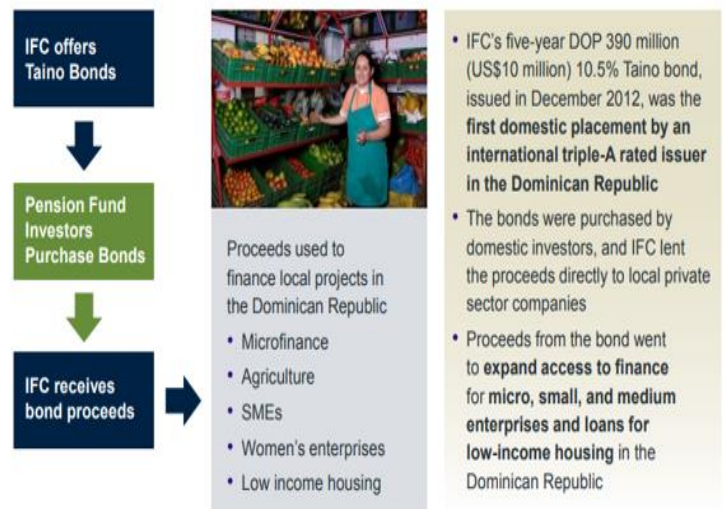 IFC offers
Taino Bonds
Pension Fund
Investors
Purchase Bonds
IFC receives
bond proceeds
Proceeds used to
finance local projects in
the Dominican Republic
• Microfinance
• Agriculture
• SMEs
• Women's enterprises
• Low income housing
• IFC's five-year DOP 390 million
(US$10 million) 10.5% Taino bond,
issued in December 2012, was the
first domestic placement by an
international triple-A rated issuer
in the Dominican Republic
• The bonds were purchased by
domestic investors, and IFC lent
the proceeds directly to local private
sector companies
• Proceeds from the bond went
to expand access to finance
for micro, small, and medium
enterprises and loans for
low-income housing in the
Dominican Republic